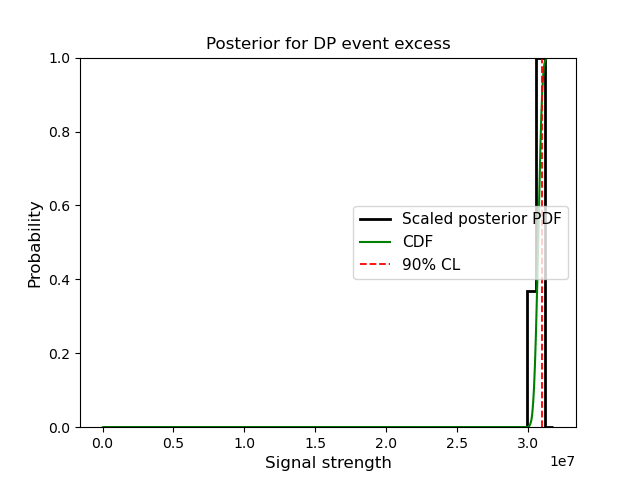 Posterior for DP event excess
Probability
1.0
0.8
0.6
0.4
0.2
0.0
Scaled posterior PDF
CDF
90% CL
0.0 0.5 1.0 1.5 2.0 2.5 3.0
1e7
Signal strength